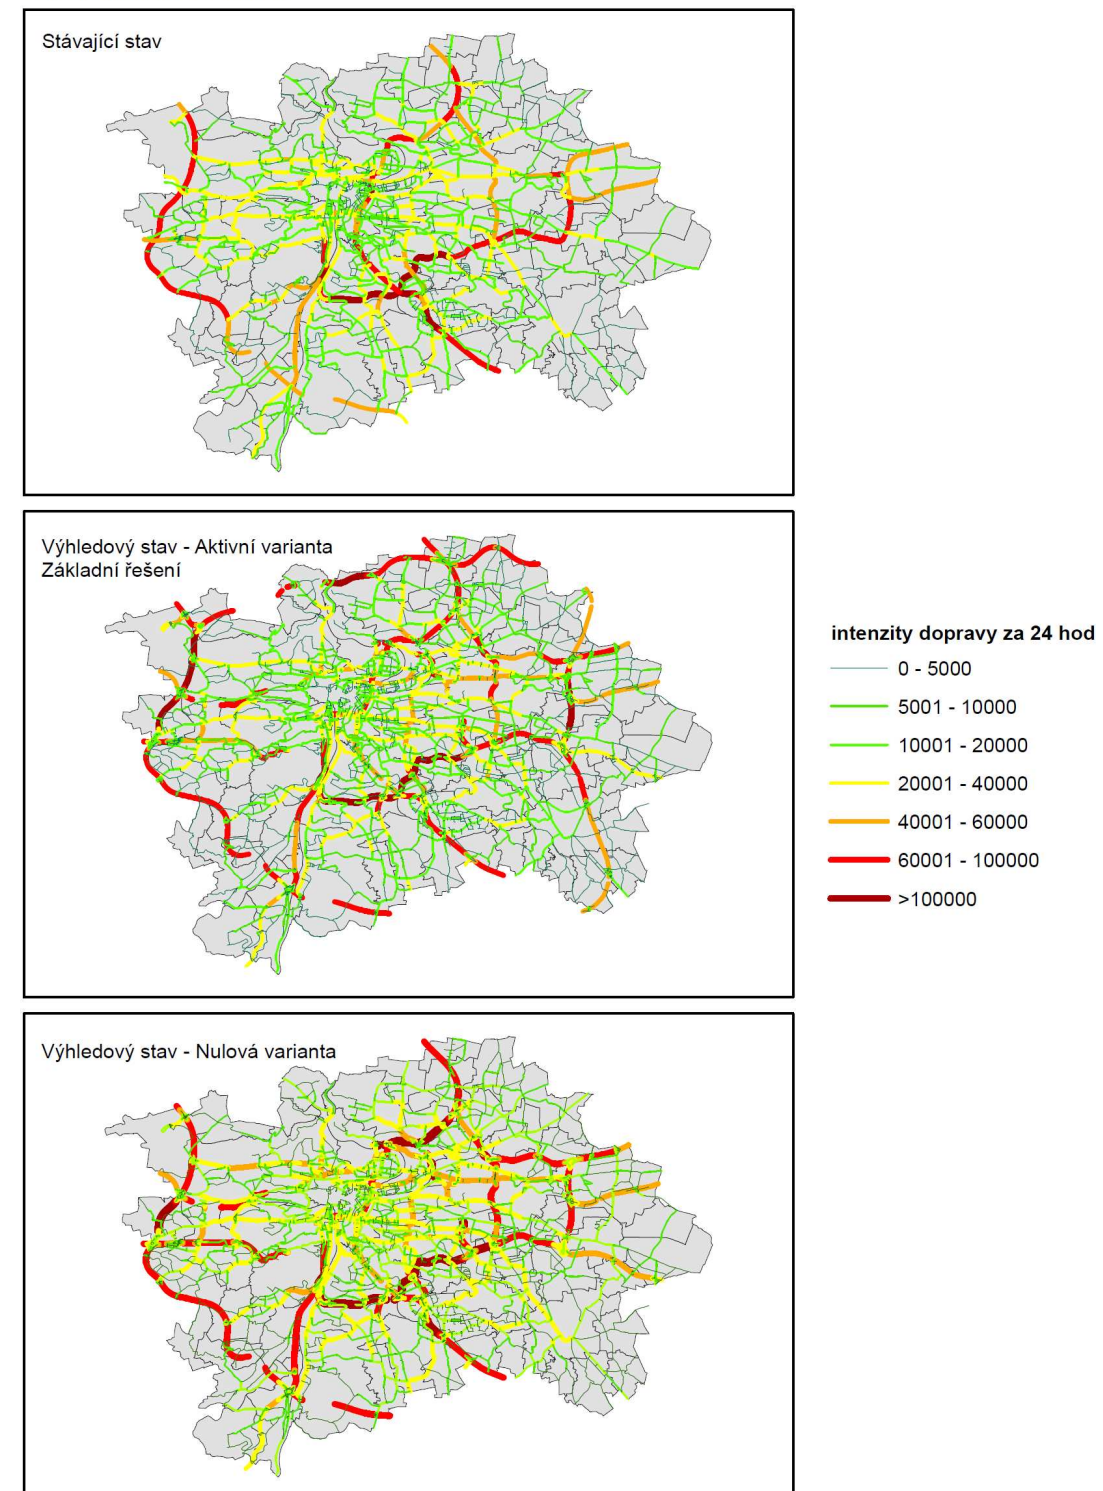 Stávající stav
Výhledový stav - Aktivní varianta
Základní řešení
intenzity dopravy za 24 hod
0 - 5000
5001 - 10000
10001 - 20000
20001 - 40000
40001 - 60000
60001 - 100000
>100000
Výhledový stav - Nulová varianta